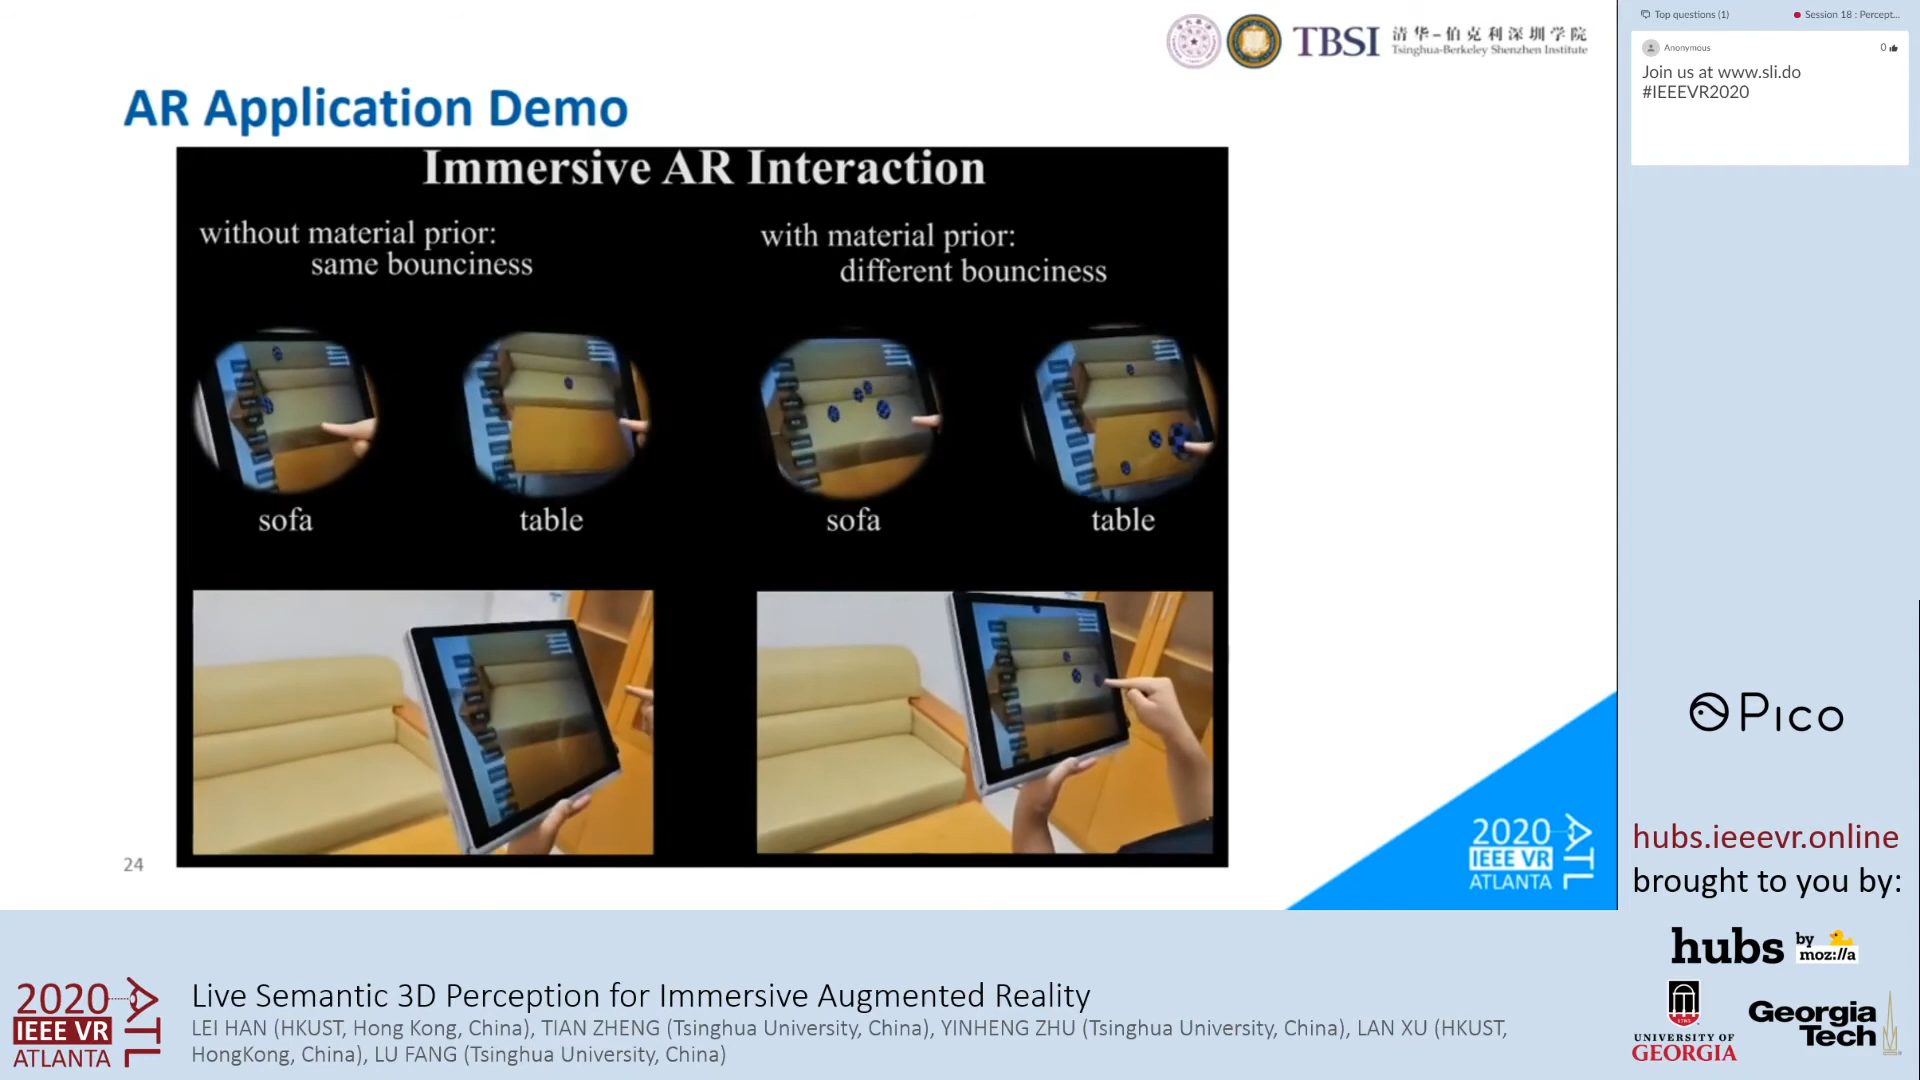 TBSI 清华-伯克利深圳学院
Tsinghua-Berkeley Shenzhen Institute
AR Application Demo
Immersive AR Interaction
without material prior:
same bounciness
with material prior:
different bounciness
sofa
table
sofa
table
24
2020
IEEE VR
ATLANTA
ATL
Top questions (1)
Session 18 : Percept...
Anonymous
0
Join us at www.sli.do
#IEEEVR2020
Pico
hubs.ieeevr.online
brought to you by:
hubs by
moz://a
UNIVERSITY OF
GEORGIA
Georgia
Tech
2020
IEEE VR
ATLANTA
ATL
Live Semantic 3D Perception for Immersive Augmented Reality
LEI HAN (HKUST, Hong Kong, China), TIAN ZHENG (Tsinghua University, China), YINHENG ZHU (Tsinghua University, China), LAN XU (HKUST,
HongKong, China), LU FANG (Tsinghua University, China)